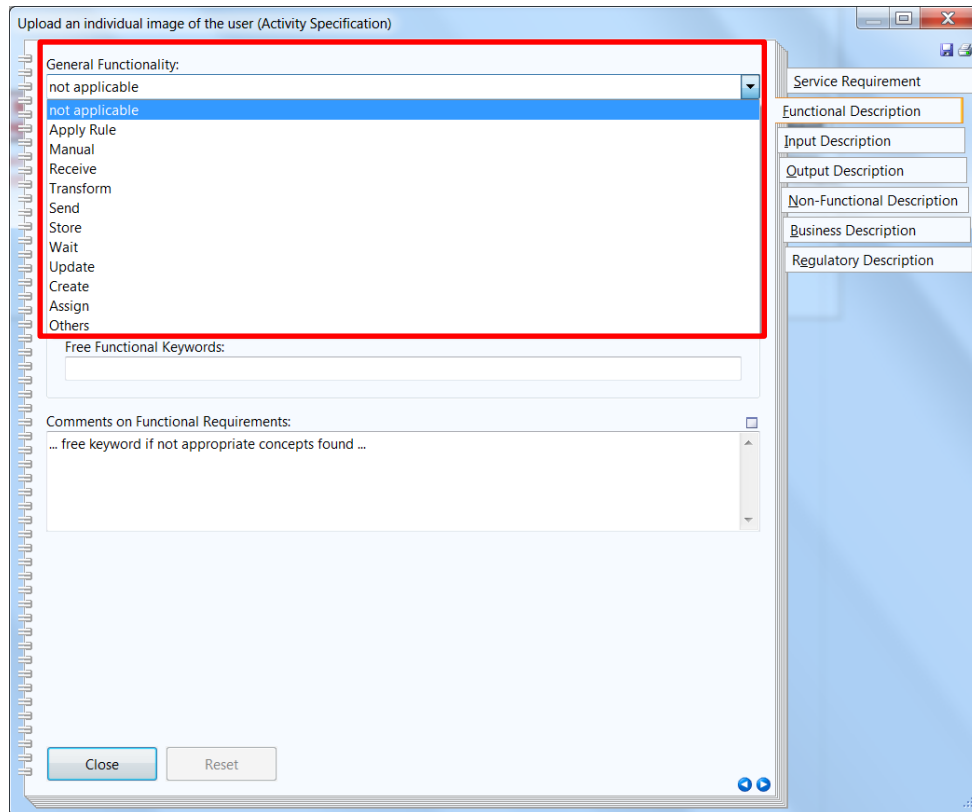 Upload an individual image of the user (Activity Specification)
General Functionality:
not applicable
not applicable
Apply Rule
Manual
Receive
Transform
Send
Store
Wait
Update
Create
Assign
Others
Free Functional Keywords:
Comments on Functional Requirements:
... free keyword if not appropriate concepts found ...
Close
Reset
Service Requirement
Functional Description
Input Description
Output Description
Non-Functional Description
Business Description
Regulatory Description